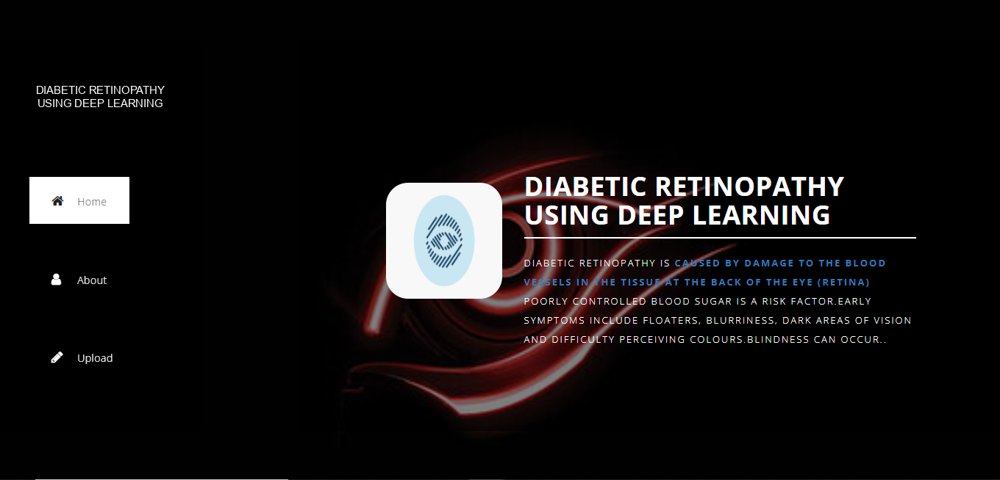 DIABETIC RETINOPATHY
USING DEEP LEARNING
Home
About
Upload
DIABETIC RETINOPATHY
USING DEEP LEARNING
DIABETIC RETINOPATHY IS CAUSED BY DAMAGE TO THE BLOOD
VESSELS IN THE TISSUE AT THE BACK OF THE EYE (RETINA)
POORLY CONTROLLED BLOOD SUGAR IS A RISK FACTOR.EARLY
SYMPTOMS INCLUDE FLOATERS, BLURRINESS, DARK AREAS OF VISION
AND DIFFICULTY PERCEIVING COLOURS.BLINDNESS CAN OCCUR..